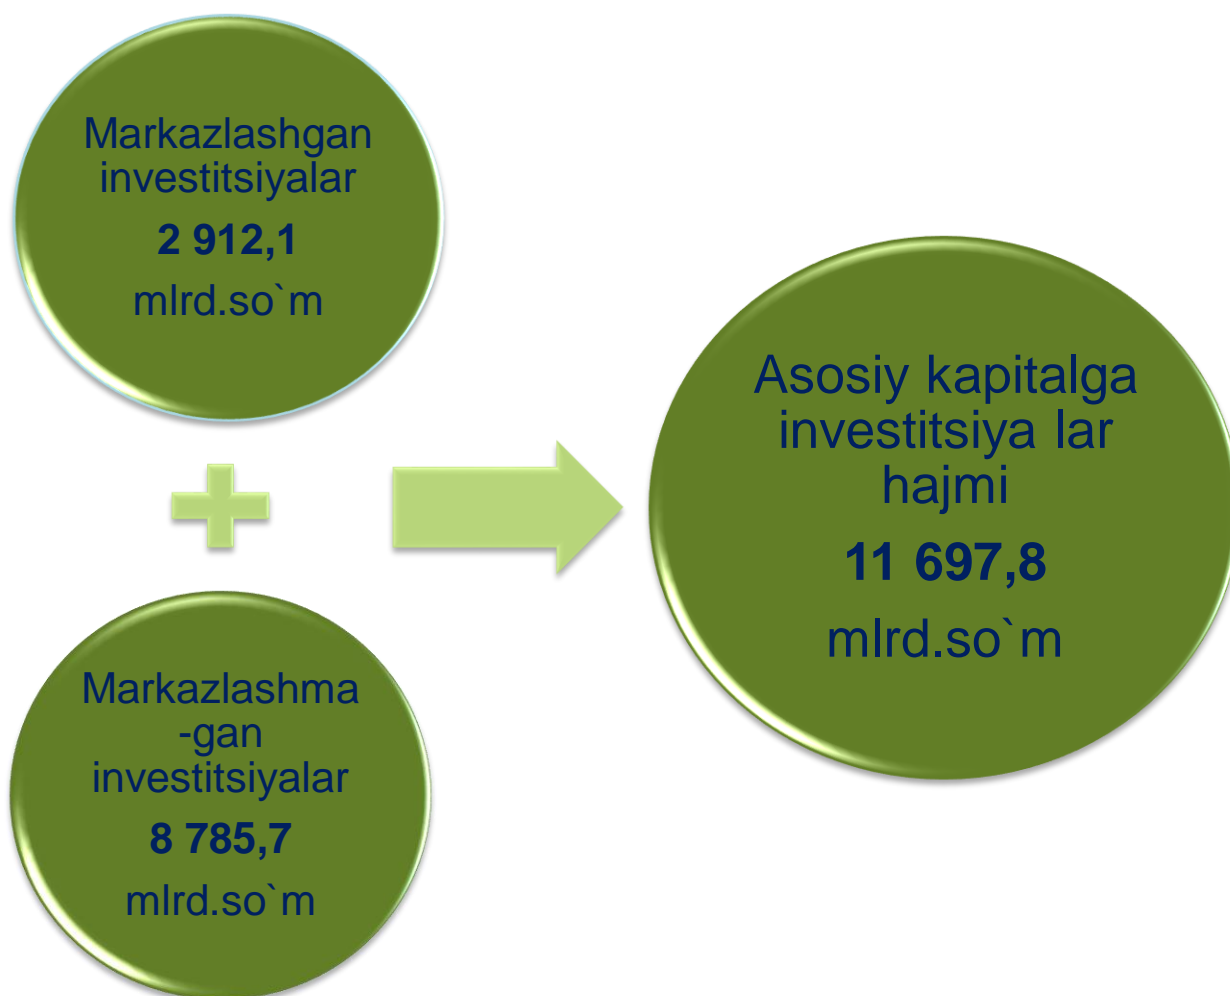 Markazlashgan
investitsiyalar
2 912,1
mlrd.so`m
Markazlashma
-gan
investitsiyalar
8 785,7
mlrd.so`m
Asosiy kapitalga
investitsiya lar
hajmi
11 697,8
mlrd.so`m